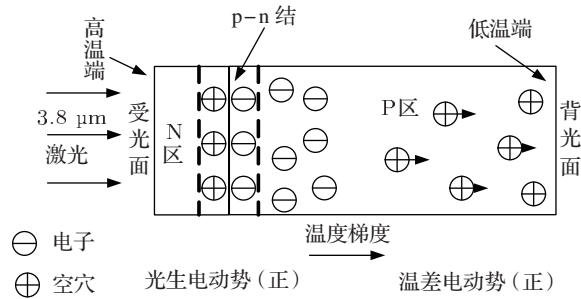 高温端
p-n 结
低温端
3.8 μm
激光
受光面
N区
P区
背光面
电子
空穴
温度梯度
光生电动势(正)
温差电动势(正)